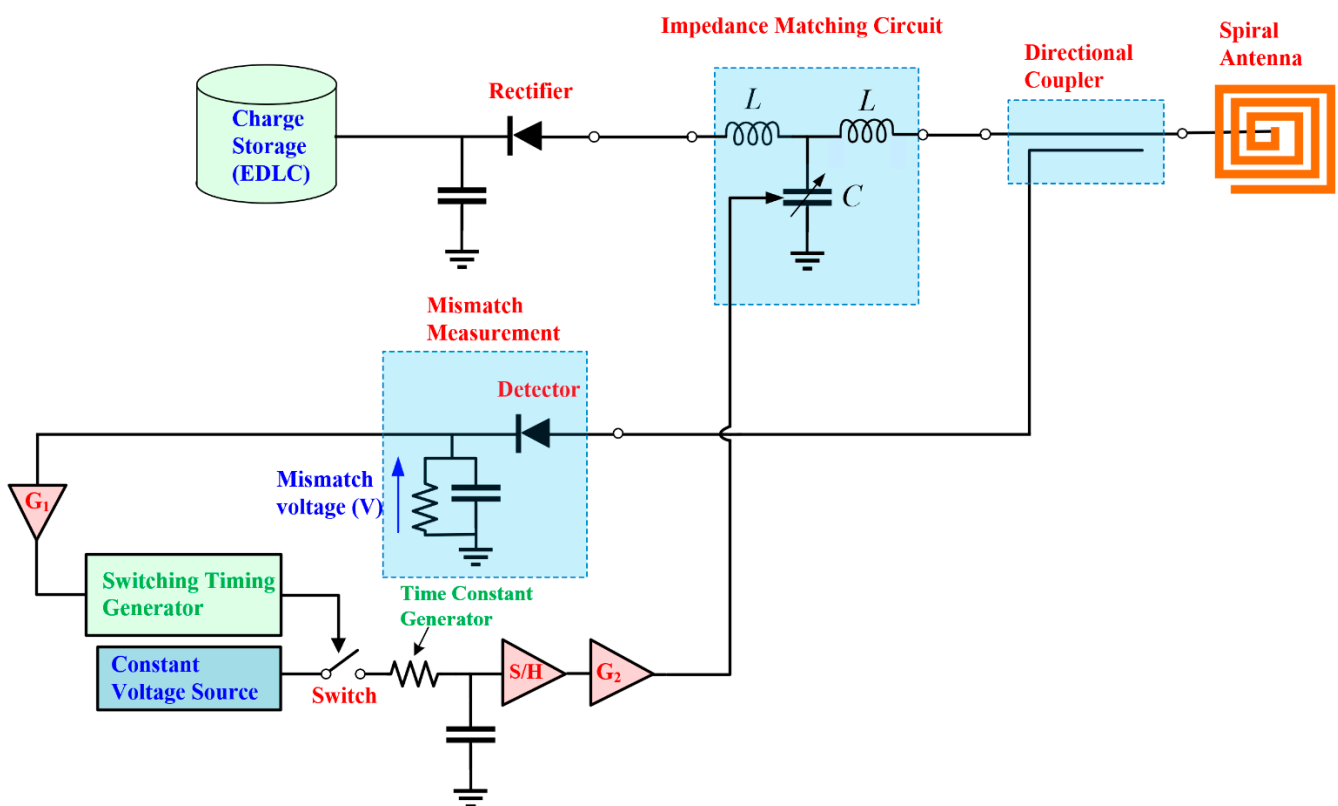 Impedance Matching Circuit
Spiral
Antenna
Directional
Coupler
Rectifier
L
L
Charge
Storage
(EDLC)
C
Mismatch
Measurement
Detector
Mismatch
voltage (V)
G1
Switching Timing
Generator
Time Constant
Generator
Constant
Voltage Source
Switch
S/H
G2